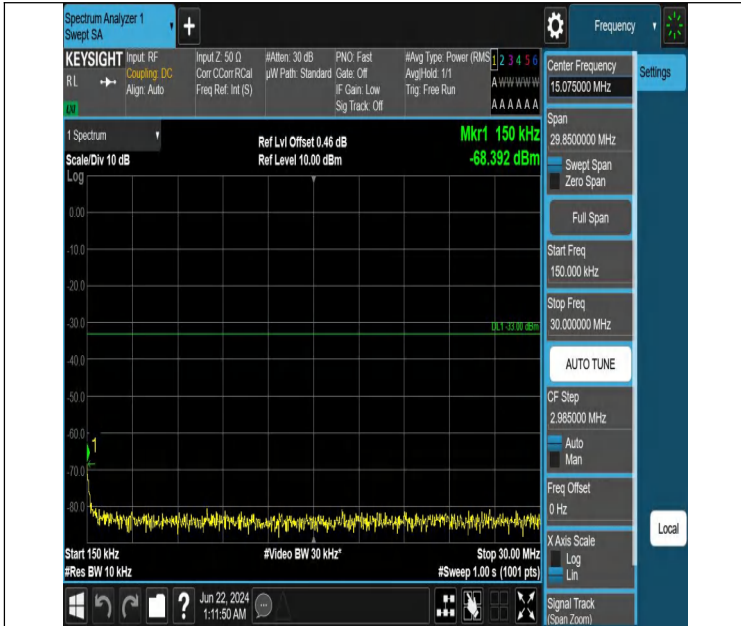 Spectrum Analyzer 1
Swept SA
+
Frequency
KEYSIGHT
RL
Input: RF
Coupling: DC
Align: Auto
Input Z: 50 Ω
Corr CCorr RCal
Freq Ref: Int (S)
#Atten: 30 dB
µW Path: Standard
PNO: Fast
Gate: Off
IF Gain: Low
Sig Track: Off
#Avg Type: Power (RMS
Avg|Hold: 1/1
Trig: Free Run
1 2 3 4 5 6
A W W W W W
A A A A A A
1 Spectrum
Scale/Div 10 dB
Log
Ref Lvl Offset 0.46 dB
Ref Level 10.00 dBm
Mkr1 150 kHz
-68.392 dBm
0.00
-10.0
-20.0
-30.0
DL1 -33.00 dBm
-40.0
-50.0
-60.0
1
-70.0
-80.0
Start 150 kHz
#Video BW 30 kHz*
Stop 30.00 MHz
#Res BW 10 kHz
#Sweep 1.00 s (1001 pts)
?
Jun 22, 2024
1:11:50 AM
Center Frequency
15.075000 MHz
Settings
Span
29.8500000 MHz
Swept Span
Zero Span
Full Span
Start Freq
150.000 kHz
Stop Freq
30.000000 MHz
AUTO TUNE
CF Step
2.985000 MHz
Auto
Man
Freq Offset
0 Hz
X Axis Scale
Log
Lin
Local
Signal Track
(Span Zoom)